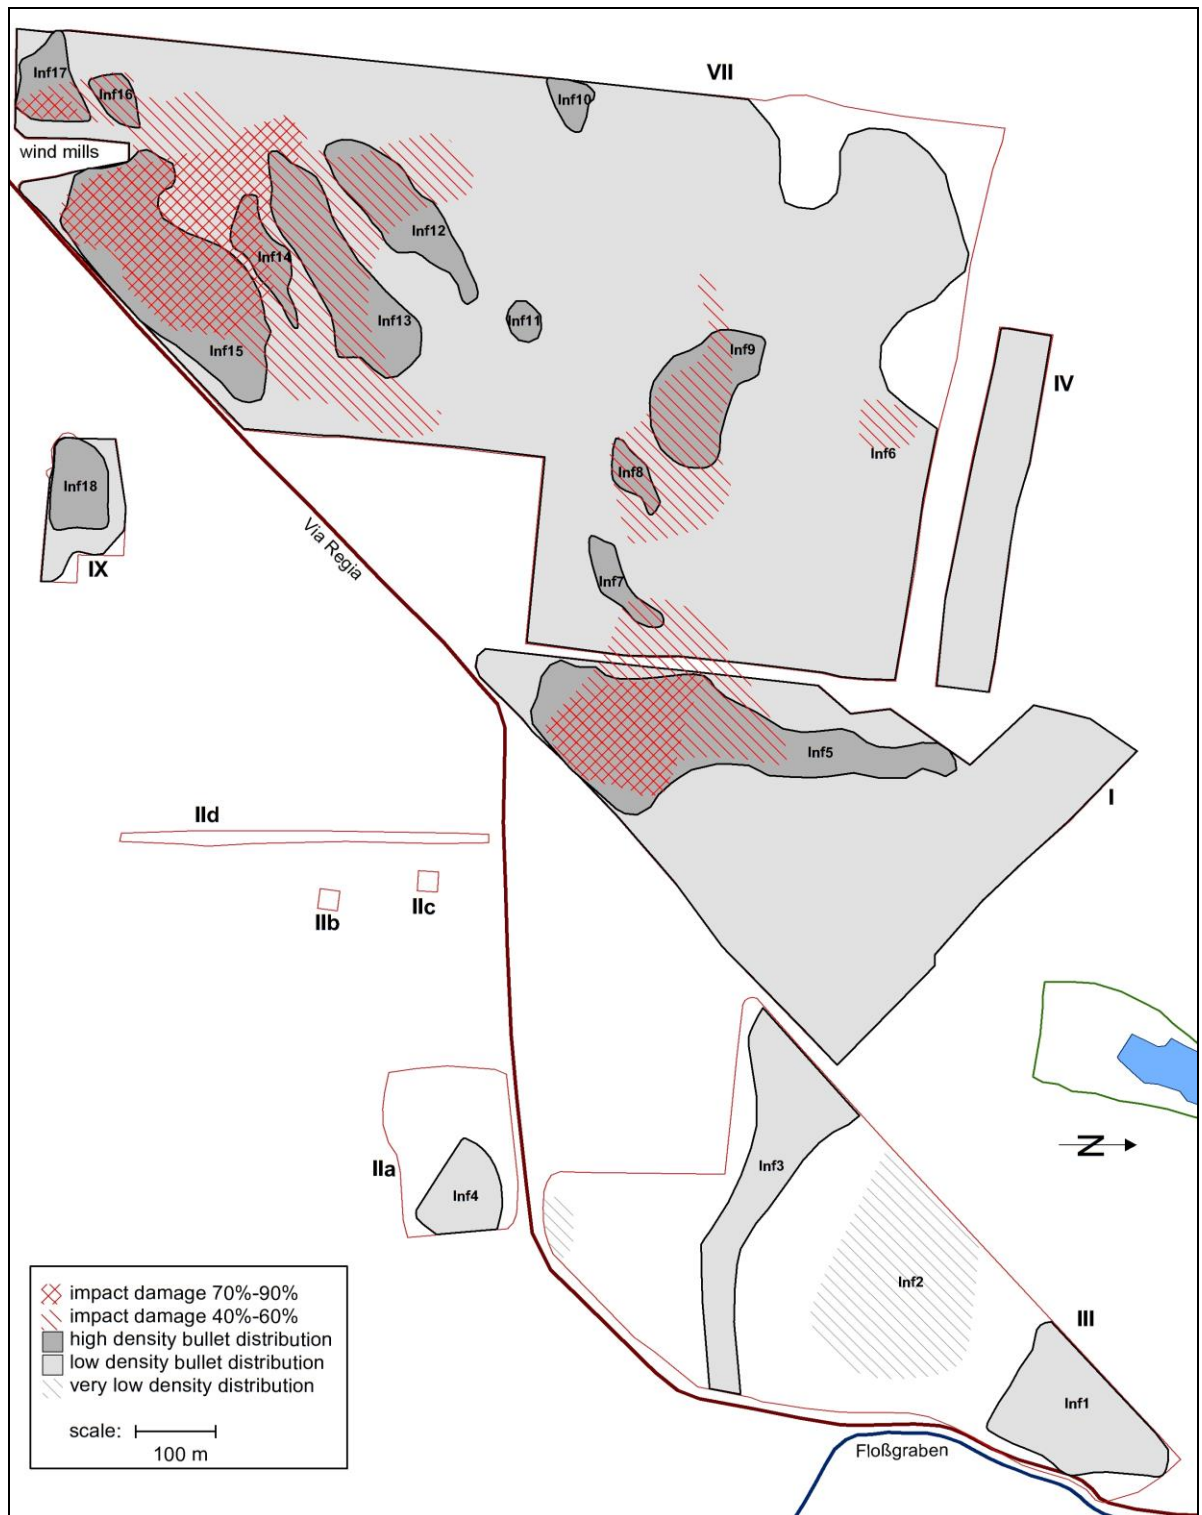 VII
Inf17
Inf16
Inf10
wind mills
Inf12
Inf14
Inf13
Inf11
Inf15
Inf9
IV
Inf6
Inf8
Inf18
Via Regia
IX
Inf7
Inf5
I
IId
IIb
IIc
N
Inf3
IIa
Inf4
Inf2
III
Inf1
Floßgraben
impact damage 70%-90%
impact damage 40%-60%
high density bullet distribution
low density bullet distribution
very low density distribution
scale:
100 m